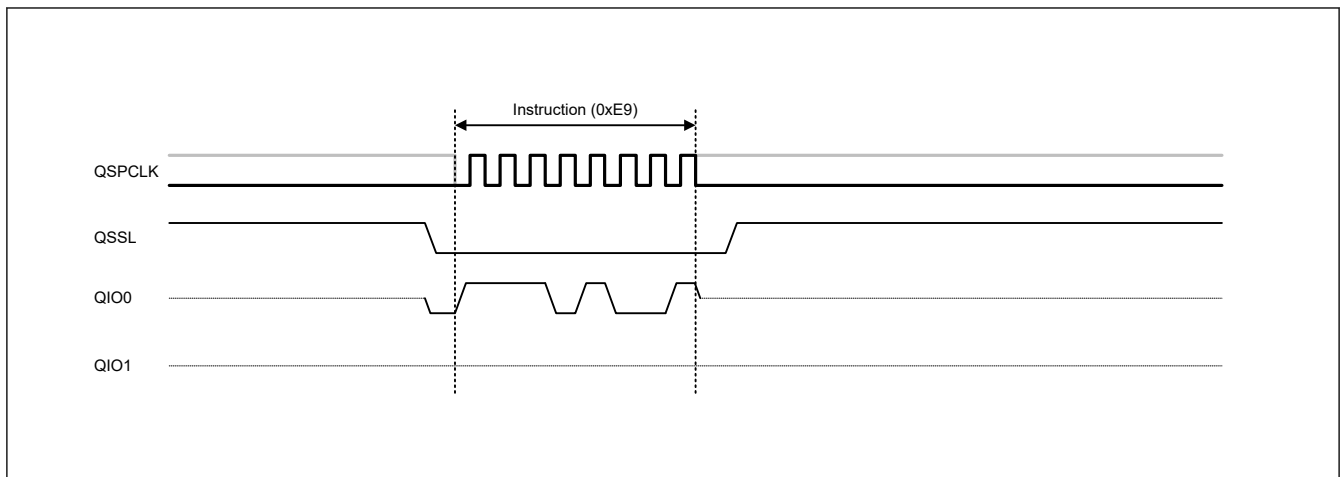 Instruction (0xE9)
QSPCLK
QSSL
QIO0
QIO1